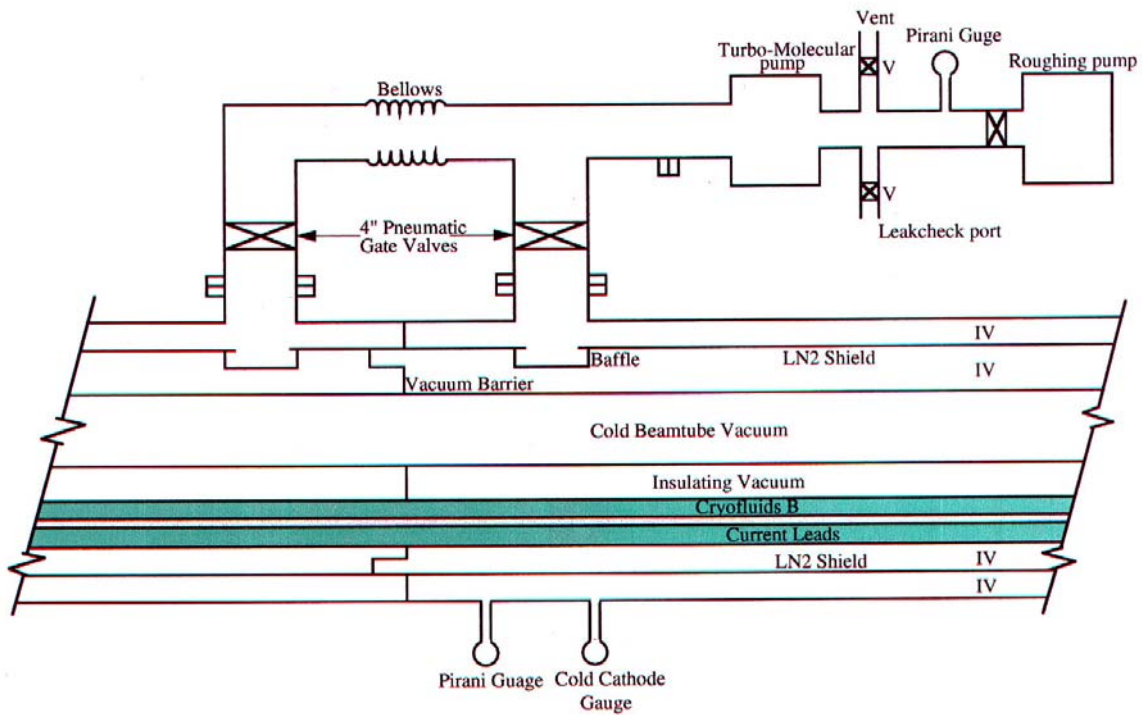 Vent
Turbo-Molecular
pump
V
Pirani Guge
Roughing pump
Bellows
V
Leakcheck port
4" Pneumatic
Gate Valves
IV
Baffle
LN2 Shield
IV
Vacuum Barrier
Cold Beamtube Vacuum
Insulating Vacuum
Cryofluids B
Current Leads
LN2 Shield
IV
IV
Pirani Guage
Cold Cathode
Gauge